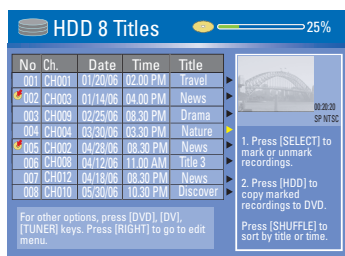 HDD 8 Titles 25%
No Ch. Date Time Title
001 CH001 01/20/06 02.00 PM Travel
002 CH003 01/14/06 04.00 PM News
003 CH009 02/25/06 08.30 PM Drama
004 CH004 03/30/06 03.30 PM Nature
005 CH002 04/28/06 08.30 PM News
006 CH008 04/12/06 11.00 AM Title 3
007 CH012 04/18/06 08.30 PM News
008 CH010 05/30/06 10.30 PM Discover
00:20:20
SP NTSC
1. Press [SELECT] to
mark or unmark
recordings.
2. Press [HDD] to
copy marked
recordings to DVD.
Press [SHUFFLE] to
sort by title or time.
For other options, press [DVD], [DV],
[TUNER] keys. Press [RIGHT] to go to edit
menu.